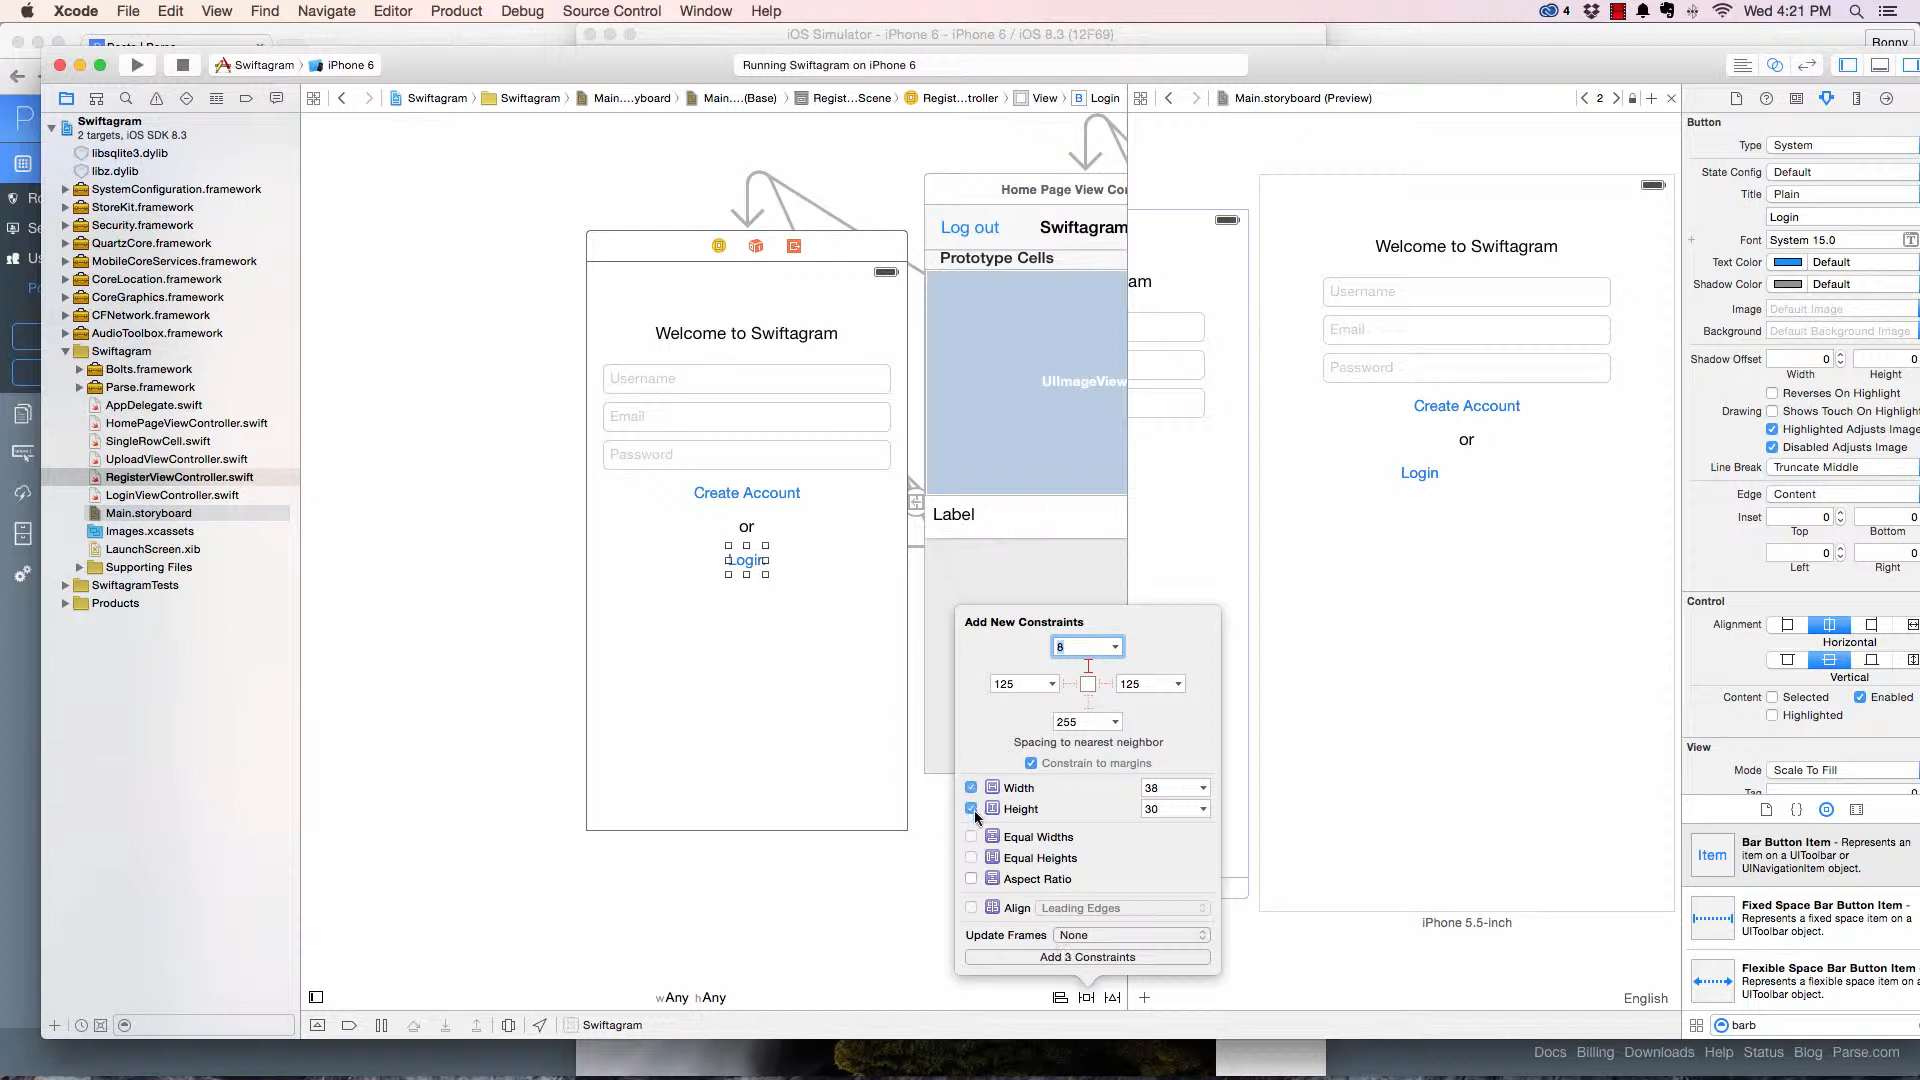 Xcode File Edit View Find Navigate Editor Product Debug Source Control Window Help 4 Wed 4:21 PM
iOS Simulator - iPhone 6 - iPhone 6 / iOS 8.3 (12F69)
Ronny
Swiftagram iPhone 6
Running Swiftagram on iPhone 6
Swiftagram Swiftagram Main....yboard Main....(Base) Regist...Scene Regist...troller View B Login
Main.storyboard (Preview) 2
Swiftagram
2 targets, iOS SDK 8.3
libsqlite3.dylib
libz.dylib
SystemConfiguration.framework
StoreKit.framework
Security.framework
QuartzCore.framework
MobileCoreServices.framework
CoreLocation.framework
CoreGraphics.framework
CFNetwork.framework
AudioToolbox.framework
Swiftagram
Bolts.framework
Parse.framework
AppDelegate.swift
HomePageViewController.swift
SingleRowCell.swift
UploadViewController.swift
RegisterViewController.swift
LoginViewController.swift
Main.storyboard
Images.xcassets
LaunchScreen.xib
Supporting Files
SwiftagramTests
Products
Welcome to Swiftagram
Username
Email
Password
Create Account
or
Login
Home Page View Con
Log out Swiftagram
Prototype Cells
UIImageView
Label
am
Welcome to Swiftagram
Username
Email
Password
Create Account
or
Login
iPhone 5.5-inch
Add New Constraints
8
125 125
255
Spacing to nearest neighbor
Constrain to margins
Width 38
Height 30
Equal Widths
Equal Heights
Aspect Ratio
Align Leading Edges
Update Frames None
Add 3 Constraints
wAny hAny
English
Swiftagram
Button
Type System
State Config Default
Title Plain
Login
Font System 15.0
Text Color Default
Shadow Color Default
Image Default Image
Background Default Background Image
Shadow Offset 0 0
Width Height
Reverses On Highlight
Drawing Shows Touch On Highlight
Highlighted Adjusts Image
Disabled Adjusts Image
Line Break Truncate Middle
Edge Content
Inset 0 0
Top Bottom
0 0
Left Right
Control
Alignment
Horizontal
Vertical
Content Selected Enabled
Highlighted
View
Mode Scale To Fill
Item
Bar Button Item - Represents an
item on a UIToolbar or
UINavigationItem object.
Fixed Space Bar Button Item -
Represents a fixed space item on a
UIToolbar object.
Flexible Space Bar Button Item -
Represents a flexible space item on a
UIToolbar object.
barb
Docs Billing Downloads Help Status Blog Parse.com